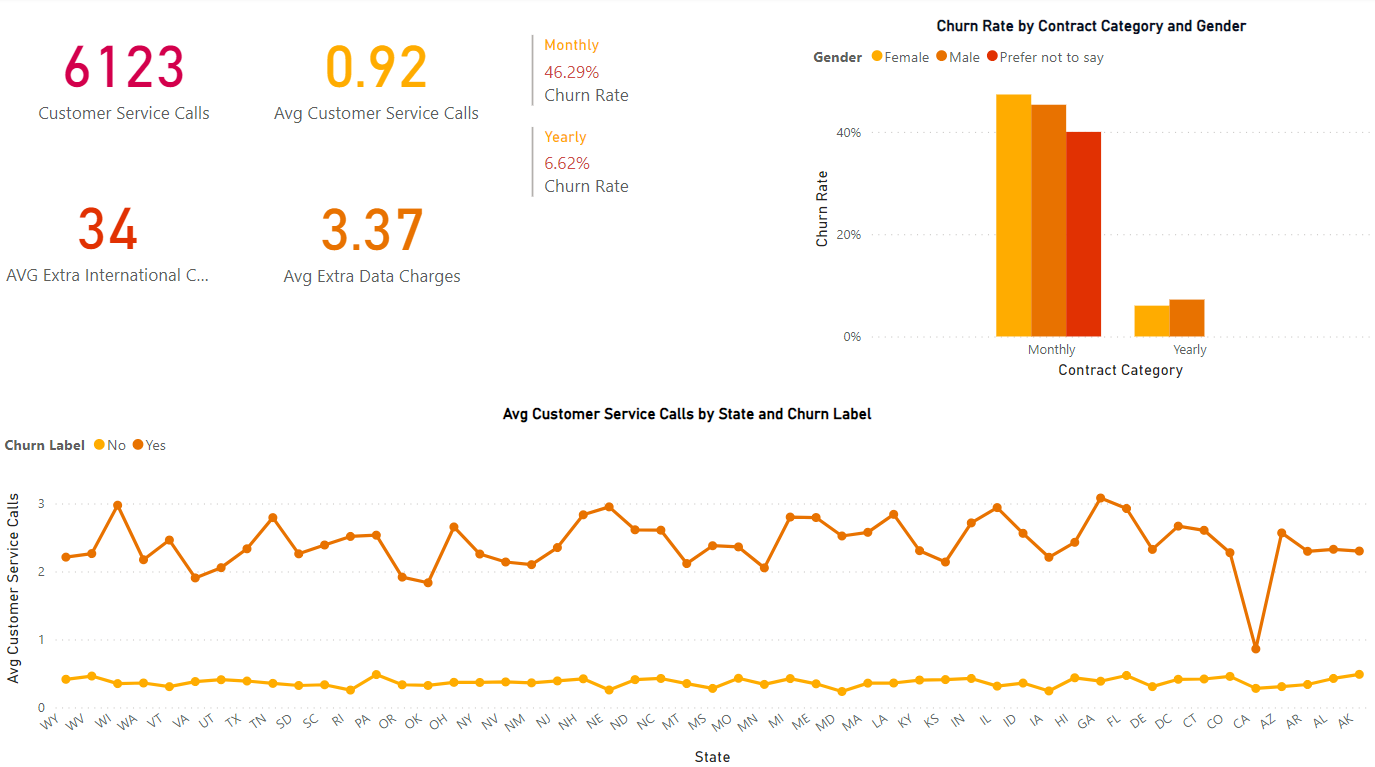 6123
Customer Service Calls
0.92
Avg Customer Service Calls
34
AVG Extra International C...
3.37
Avg Extra Data Charges
Monthly
46.29%
Churn Rate
Yearly
6.62%
Churn Rate
Churn Rate by Contract Category and Gender
Gender Female Male Prefer not to say
Churn Rate
40%
20%
0%
Monthly Yearly
Contract Category
Avg Customer Service Calls by State and Churn Label
Churn Label No Yes
Avg Customer Service Calls
3
2
1
0
WY WV WI WA VT VA UT TX TN SD SC RI PA OR OK OH NY NV NM NJ NH NE ND NC MT MS MO MN MI ME MD MA LA KY KS IN IL ID IA HI GA FL DE DC CT CO CA AZ AR AL AK
State